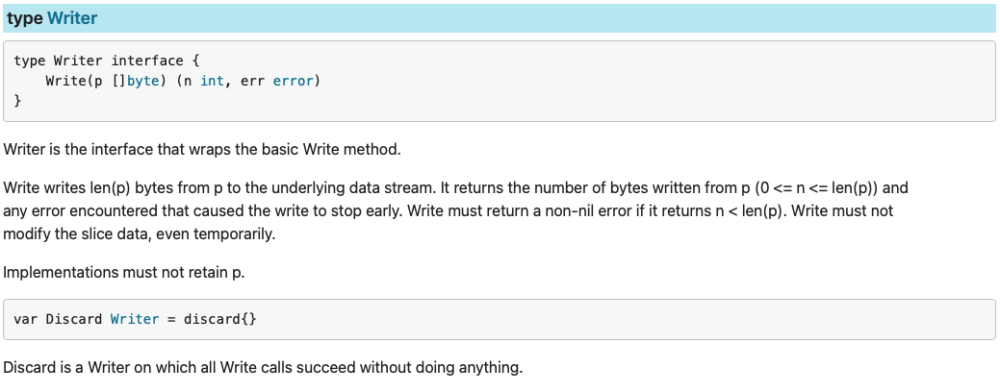 type Writer
type Writer interface {
    Write(p []byte) (n int, err error)
}
Writer is the interface that wraps the basic Write method.
Write writes len(p) bytes from p to the underlying data stream. It returns the number of bytes written from p (0 <= n <= len(p)) and
any error encountered that caused the write to stop early. Write must return a non-nil error if it returns n < len(p). Write must not
modify the slice data, even temporarily.
Implementations must not retain p.
var Discard Writer = discard{}
Discard is a Writer on which all Write calls succeed without doing anything.